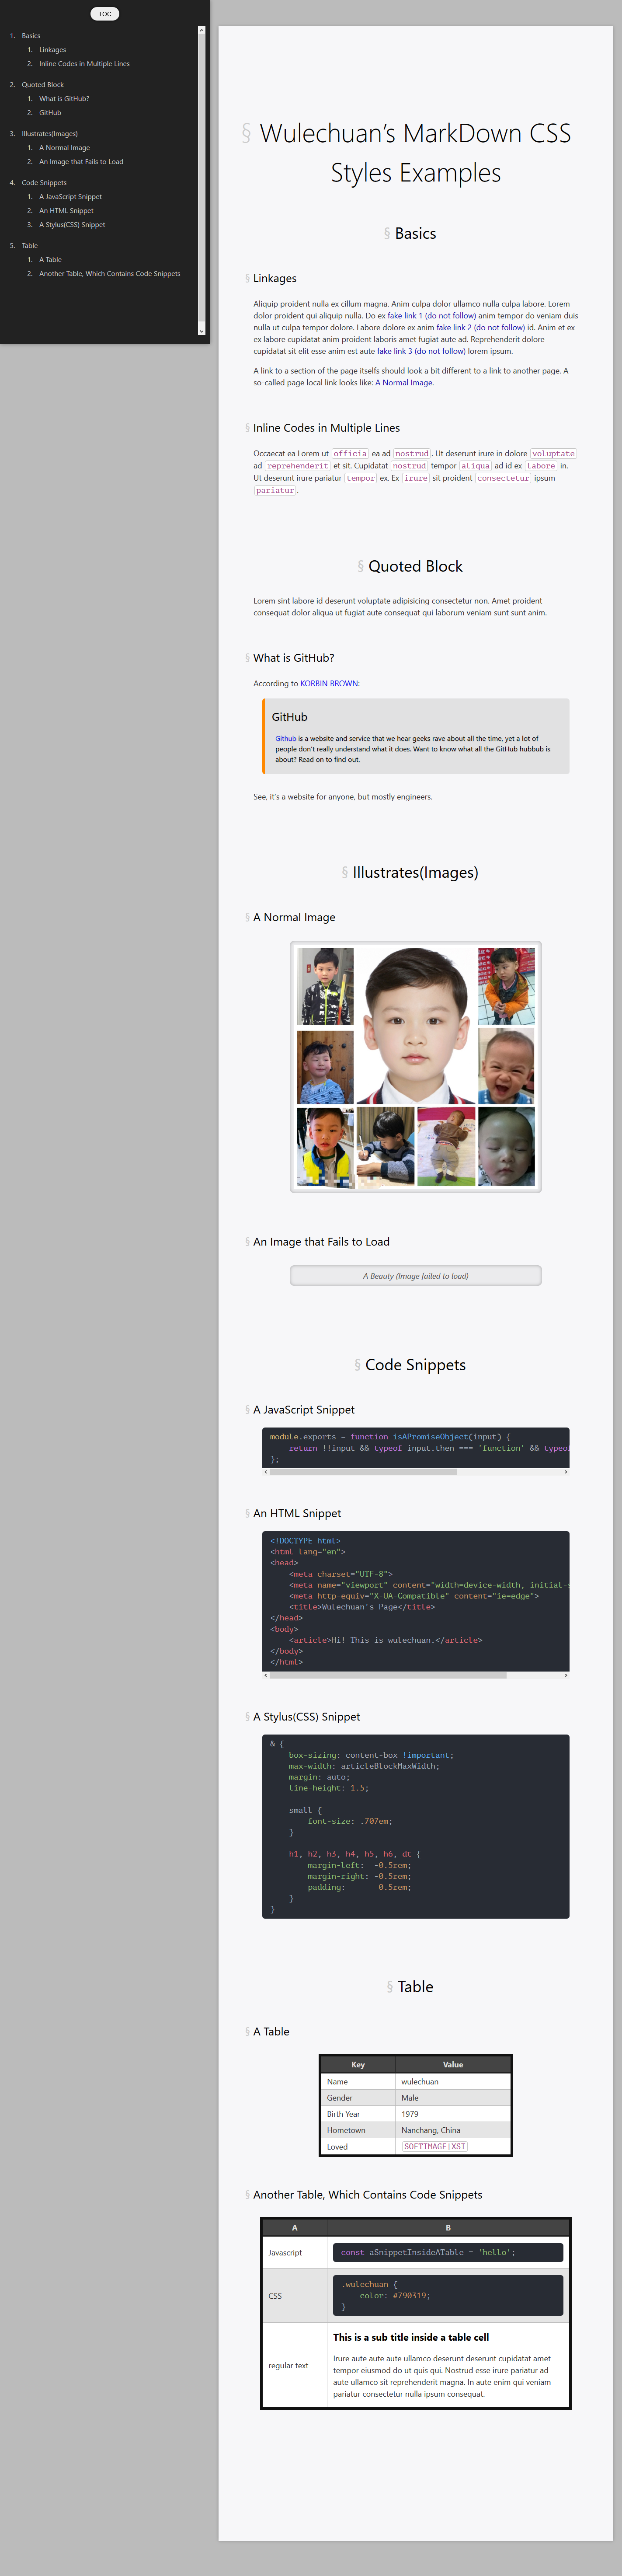 TOC
1. Basics
1. Linkages
2. Inline Codes in Multiple Lines
2. Quoted Block
1. What is GitHub?
2. GitHub
3. Illustrates(Images)
1. A Normal Image
2. An Image that Fails to Load
4. Code Snippets
1. A JavaScript Snippet
2. An HTML Snippet
3. A Stylus(CSS) Snippet
5. Table
1. A Table
2. Another Table, Which Contains Code Snippets
§ Wulechuan’s MarkDown CSS
Styles Examples
§ Basics
§ Linkages
Aliquip proident nulla ex cillum magna. Anim culpa dolor ullamco nulla culpa labore. Lorem
dolor proident qui aliquip nulla. Do ex fake link 1 (do not follow) anim tempor do veniam duis
nulla ut culpa tempor dolore. Labore dolore ex anim fake link 2 (do not follow) id. Anim et ex
ex labore cupidatat anim proident laboris amet fugiat aute ad. Reprehenderit dolore
cupidatat sit elit esse anim est aute fake link 3 (do not follow) lorem ipsum.
A link to a section of the page itselfs should look a bit different to a link to another page. A
so-called page local link looks like: A Normal Image.
§ Inline Codes in Multiple Lines
Occaecat ea Lorem ut officia ea ad nostrud. Ut deserunt irure in dolore voluptate
ad reprehenderit et sit. Cupidatat nostrud tempor aliqua ad id ex labore in.
Ut deserunt irure pariatur tempor ex. Ex irure sit proident consectetur ipsum
pariatur.
§ Quoted Block
Lorem sint labore id deserunt voluptate adipisicing consectetur non. Amet proident
consequat dolor aliqua ut fugiat aute consequat qui laborum veniam sunt sunt anim.
§ What is GitHub?
According to KORBIN BROWN:
GitHub
Github is a website and service that we hear geeks rave about all the time, yet a lot of
people don’t really understand what it does. Want to know what all the GitHub hubbub is
about? Read on to find out.
See, it's a website for anyone, but mostly engineers.
§ Illustrates(Images)
§ A Normal Image
§ An Image that Fails to Load
A Beauty (Image failed to load)
§ Code Snippets
§ A JavaScript Snippet
module.exports = function isAPromiseObject(input) {
return !!input && typeof input.then === 'function' && typeof
};
§ An HTML Snippet
<!DOCTYPE html>
<html lang="en">
<head>
<meta charset="UTF-8">
<meta name="viewport" content="width=device-width, initial-s
<meta http-equiv="X-UA-Compatible" content="ie=edge">
<title>Wulechuan's Page</title>
</head>
<body>
<article>Hi! This is wulechuan.</article>
</body>
</html>
§ A Stylus(CSS) Snippet
& {
box-sizing: content-box !important;
max-width: articleBlockMaxWidth;
margin: auto;
line-height: 1.5;
small {
font-size: .707em;
}
h1, h2, h3, h4, h5, h6, dt {
margin-left: -0.5rem;
margin-right: -0.5rem;
padding: 0.5rem;
}
}
§ Table
§ A Table
Key Value
Name wulechuan
Gender Male
Birth Year 1979
Hometown Nanchang, China
Loved SOFTIMAGE|XSI
§ Another Table, Which Contains Code Snippets
A B
Javascript const aSnippetInsideATable = 'hello';
.wulechuan {
CSS color: #790319;
}
This is a sub title inside a table cell
Irure aute aute aute ullamco deserunt deserunt cupidatat amet
regular text tempor eiusmod do ut quis qui. Nostrud esse irure pariatur ad
aute ullamco sit reprehenderit magna. In aute enim qui veniam
pariatur consectetur nulla ipsum consequat.